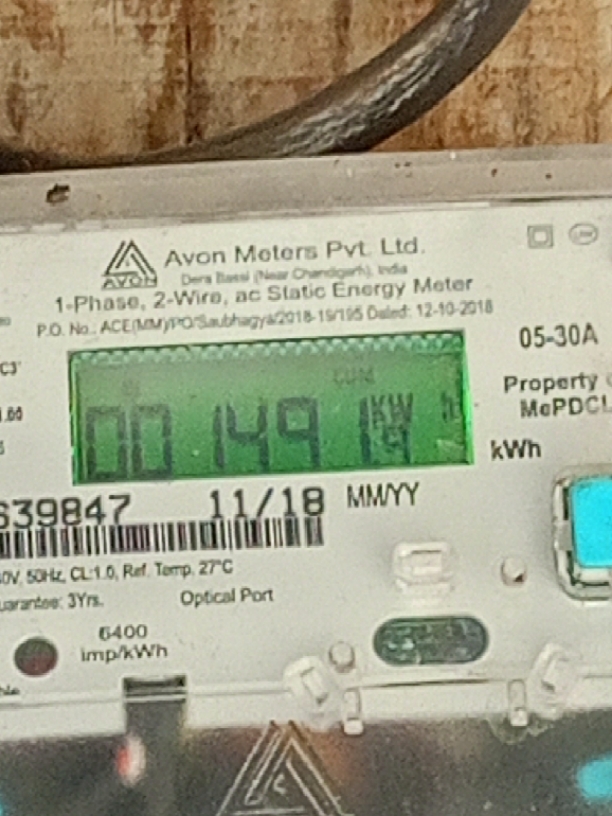 AVON
Avon Meters Pvt. Ltd.
Dera Bassi (Near Chandigarh), India
1-Phase, 2-Wire, ac Static Energy Meter
P.O. No., ACE(MM)/PO/Saubhagya/2018-19/195 Dated: 12-10-2018
05-30A
Property
MePDCL
CUM
001491
KW h
kWh
639847 11/18 MM/YY
0V, 50Hz, CL:1.0, Ref. Temp. 27°C
uarantee: 3Yrs. Optical Port
6400
imp/kWh